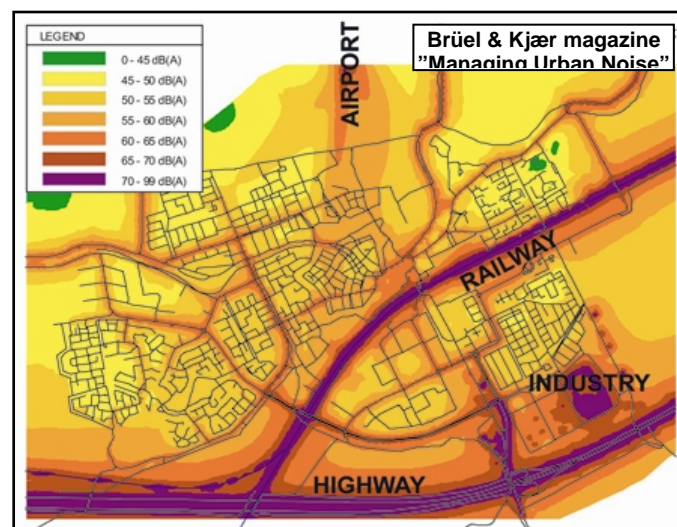 LEGEND
0 - 45 dB(A)
45 - 50 dB(A)
50 - 55 dB(A)
55 - 60 dB(A)
60 - 65 dB(A)
65 - 70 dB(A)
70 - 99 dB(A)
AIRPORT
Brüel & Kjær magazine
”Managing Urban Noise”
RAILWAY
INDUSTRY
HIGHWAY